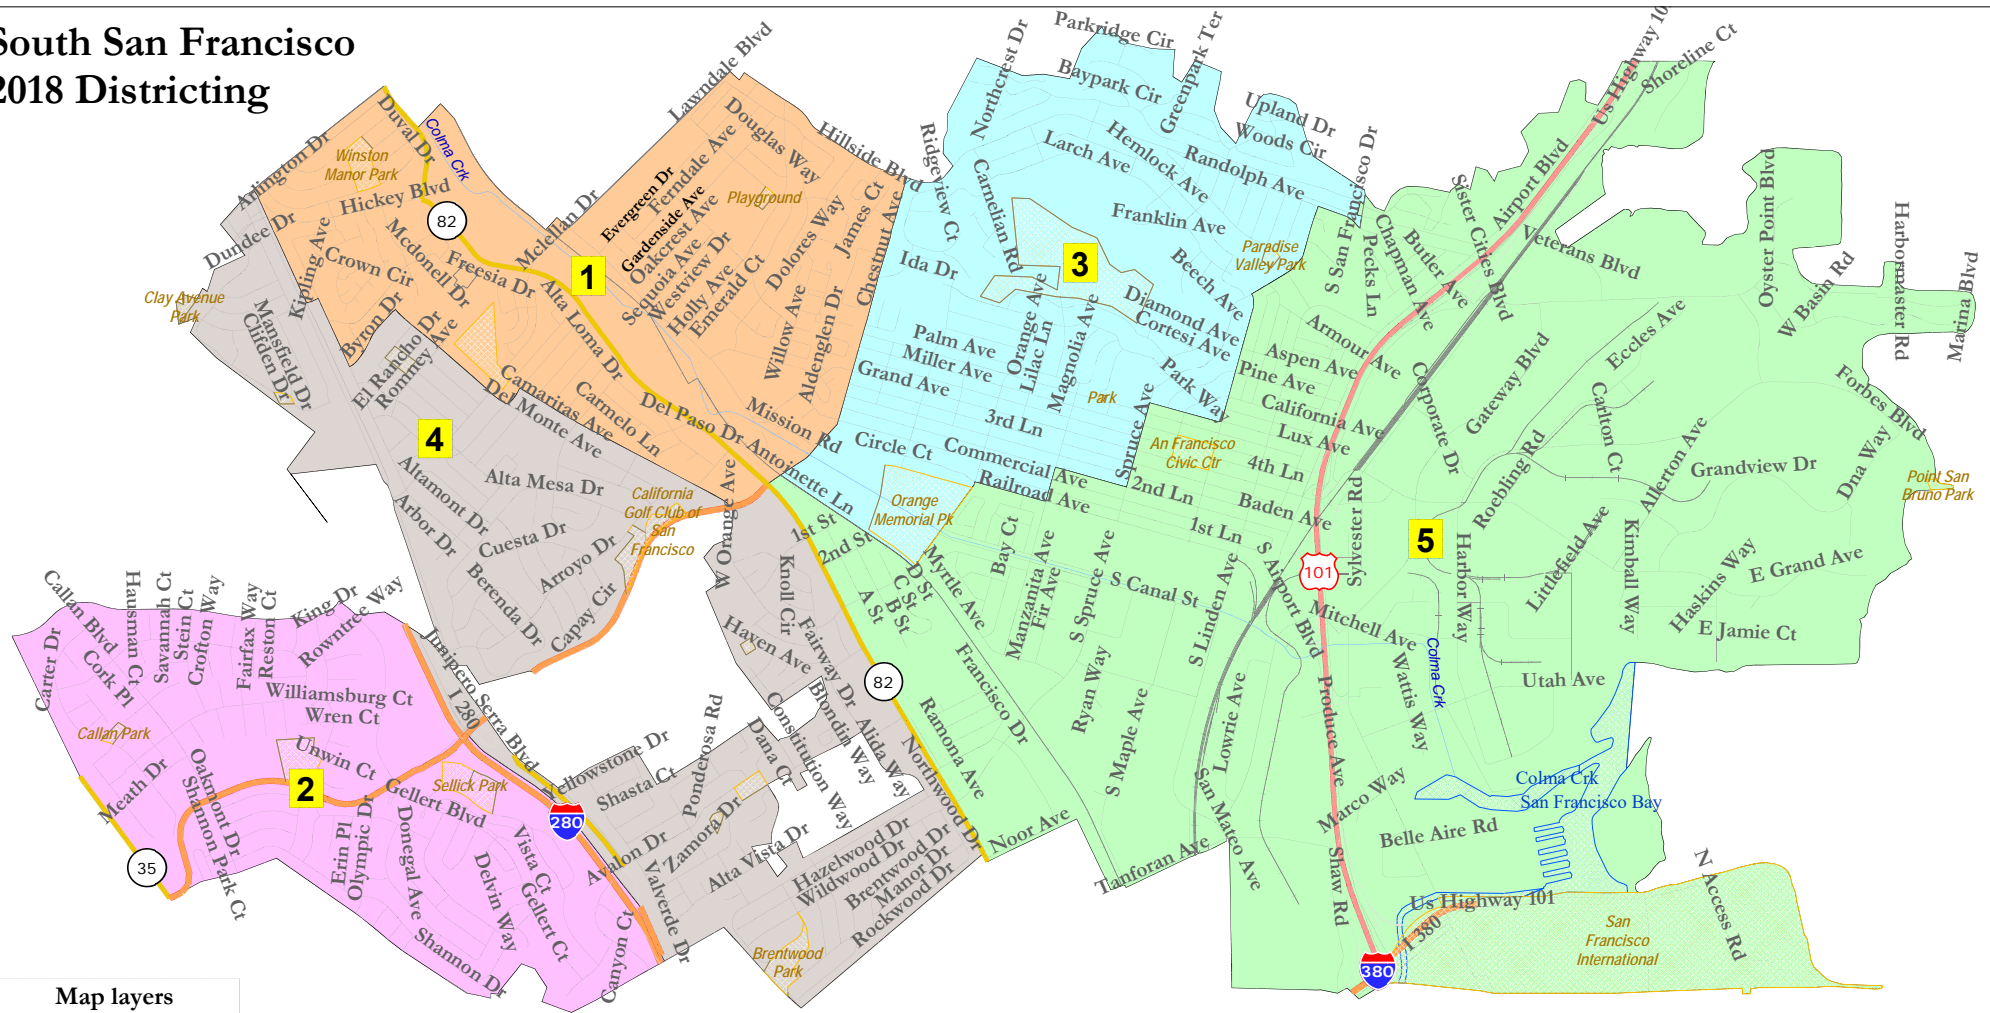 South San Francisco
2018 Districting
Lawndale Blvd
Parkridge Cir
Northcrest Dr
Greenpark Ter
Us Highway 10
Shoreline Ct
Baypark Cir
Upland Dr
Woods Cir
Duval Dr
Colma Crk
Arlington Dr
Winston
Manor Park
Hickey Blvd
82
Douglas Way
Hillside Blvd
Ferndale Ave
Evergreen Dr
Gardenside Ave
Playground
Ridgeview Ct
Larch Ave
Hemlock Ave
Randolph Ave
S San Francisco Dr
Airport Blvd
Sister Cities Blvd
Oyster Point Blvd
Harbormaster Rd
Marina Blvd
W Basin Rd
Veterans Blvd
Dundee Dr
Kipling Ave
Crown Cir
Mcdonell Dr
Freesia Dr
Mclellan Dr
1
Oakcrest Ave
Sequoia Ave
Westview Dr
Holly Ave
Emerald Ct
Dolores Way
James Ct
Chestnut Ave
Carnelian Rd
Franklin Ave
Ida Dr
3
Beech Ave
Paradise
Valley Park
Pecks Ln
Chapman Ave
Butler Ave
Clay Avenue
Park
Mansfield Dr
Clifden Dr
Byron Dr
El Rancho Dr
Romney Ave
Alta Loma Dr
Willow Ave
Aldenglen Dr
Palm Ave
Miller Ave
Grand Ave
Orange Ave
Lilac Ln
Magnolia Ave
Diamond Ave
Cortesi Ave
Park Way
Armour Ave
Aspen Ave
Pine Ave
California Ave
Lux Ave
Corporate Dr
Gateway Blvd
Eccles Ave
Carlton Ct
Forbes Blvd
Camaritas Ave
Del Monte Ave
Carmelo Ln
Del Paso Dr
Mission Rd
Antoinette Ln
Circle Ct
3rd Ln
Park
Spruce Ave
Commercial Ave
Railroad Ave
An Francisco
Civic Ctr
4th Ln
2nd Ln
Baden Ave
1st Ln
Sylvester Rd
Roebling Rd
Allerton Ave
Grandview Dr
Dna Way
Point San
Bruno Park
4
Alta Mesa Dr
Altamont Dr
Arbor Dr
Cuesta Dr
Arroyo Dr
Berenda Dr
Capay Cir
California
Golf Club of
San
Francisco
W Orange Ave
Orange
Memorial Pk
1st St
2nd St
D St
C St
B St
A St
Myrtle Ave
Bay Ct
Manzanita Ave
Fir Ave
S Spruce Ave
S Canal St
S Linden Ave
S Airport Blvd
101
5
Harbor Way
Littlefield Ave
Kimball Way
Haskins Way
E Grand Ave
E Jamie Ct
Mitchell Ave
Colma Crk
Wattis Way
Utah Ave
Callan Blvd
Carter Dr
Cork Pl
Hausman Ct
Savannah Ct
Stein Ct
Crofton Way
Fairfax Way
Reston Ct
King Dr
Rowntree Way
Williamsburg Ct
Wren Ct
Junipero Serra Blvd
I 280
Knoll Cir
Haven Ave
Fairway Dr
82
Francisco Dr
Ramona Ave
Ryan Way
S Maple Ave
Lowrie Ave
San Mateo Ave
Produce Ave
Callan Park
Meath Dr
Oakmont Dr
Shannon Park Ct
Unwin Ct
2
Erin Pl
Olympic Dr
Gellert Blvd
Sellick Park
Donegal Ave
280
Yellowstone Dr
Shasta Ct
Ponderosa Rd
Dana Ct
Constitution Way
Blondin Way
Alida Way
Northwood Dr
Noor Ave
Tanforan Ave
Marco Way
Belle Aire Rd
Colma Crk
San Francisco Bay
35
Vista Ct
Delvin Way
Gellert Ct
Shannon Dr
Canyon Ct
Avalon Dr
Valverde Dr
Zamora Dr
Alta Vista Dr
Hazelwood Dr
Wildwood Dr
Brentwood Dr
Manor Dr
Rockwood Dr
Brentwood
Park
Shaw Rd
Us Highway 101
I 380
380
San
Francisco
International
N Access Rd
Map layers